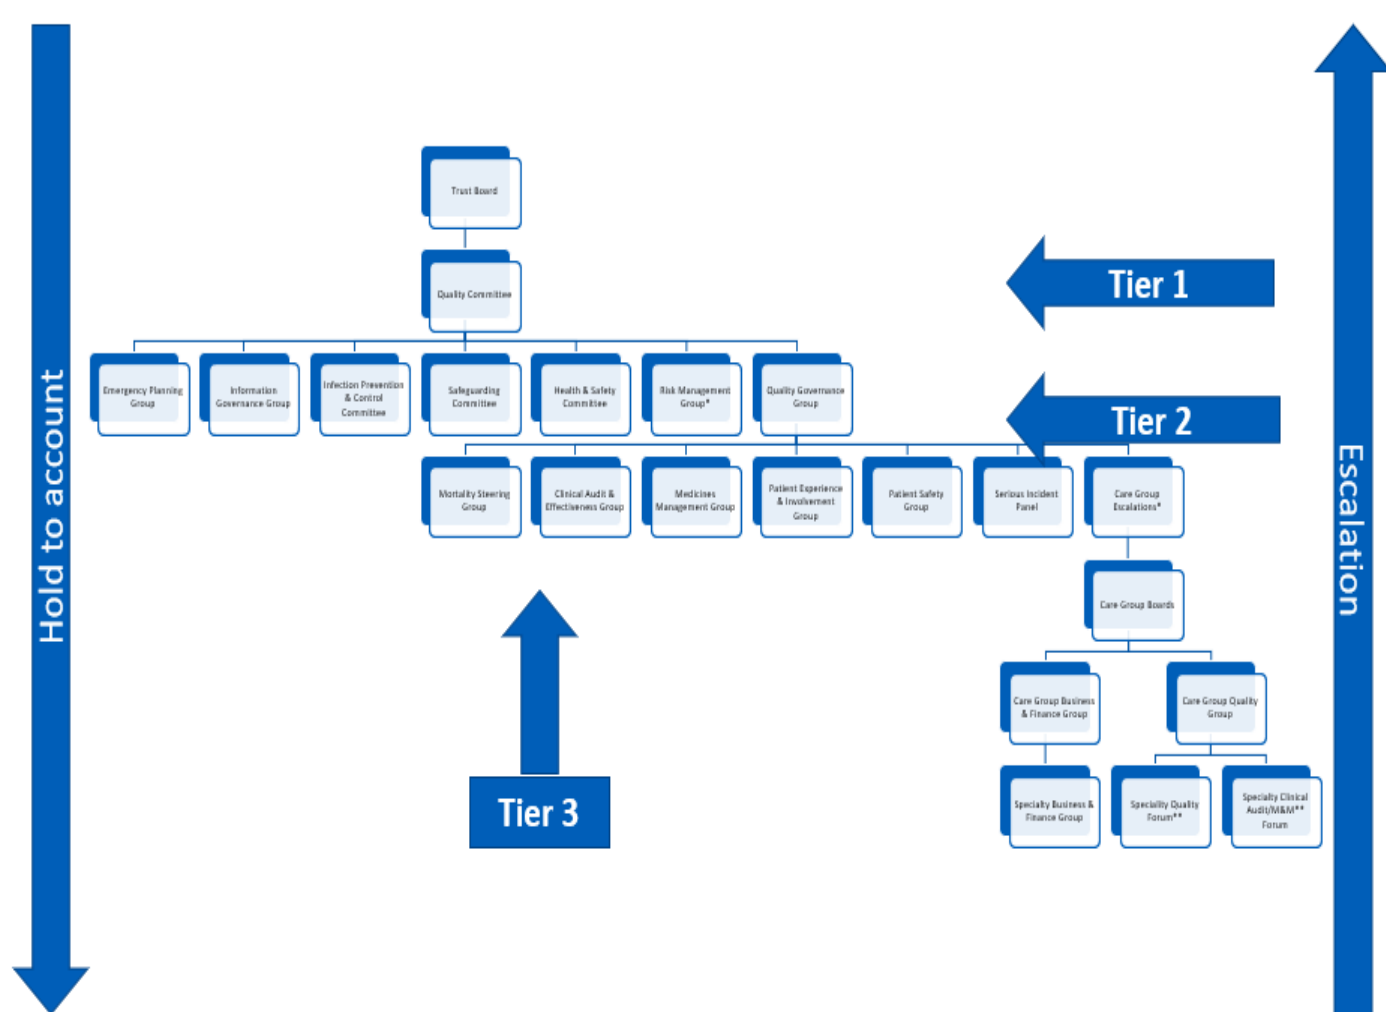 Trust Board
Tier 1
Quality Committee
Hold to account
Escalation
Emergency Planning
Group
Information
Governance Group
Infection Prevention
& Control
Committee
Safeguarding
Committee
Health & Safety
Committee
Risk Management
Group*
Quality Governance
Group
Tier 2
Mortality Steering
Group
Clinical Audit &
Effectiveness Group
Medicines
Management Group
Patient Experience
& Involvement
Group
Patient Safety
Group
Serious Incident
Panel
Care Group
Escalations*
Care Group Boards
Care Group Business
& Finance Group
Care Group Quality
Group
Tier 3
Specialty Business &
Finance Group
Speciality Quality
Forum**
Specialty Clinical
Audit/M&M**
Forum